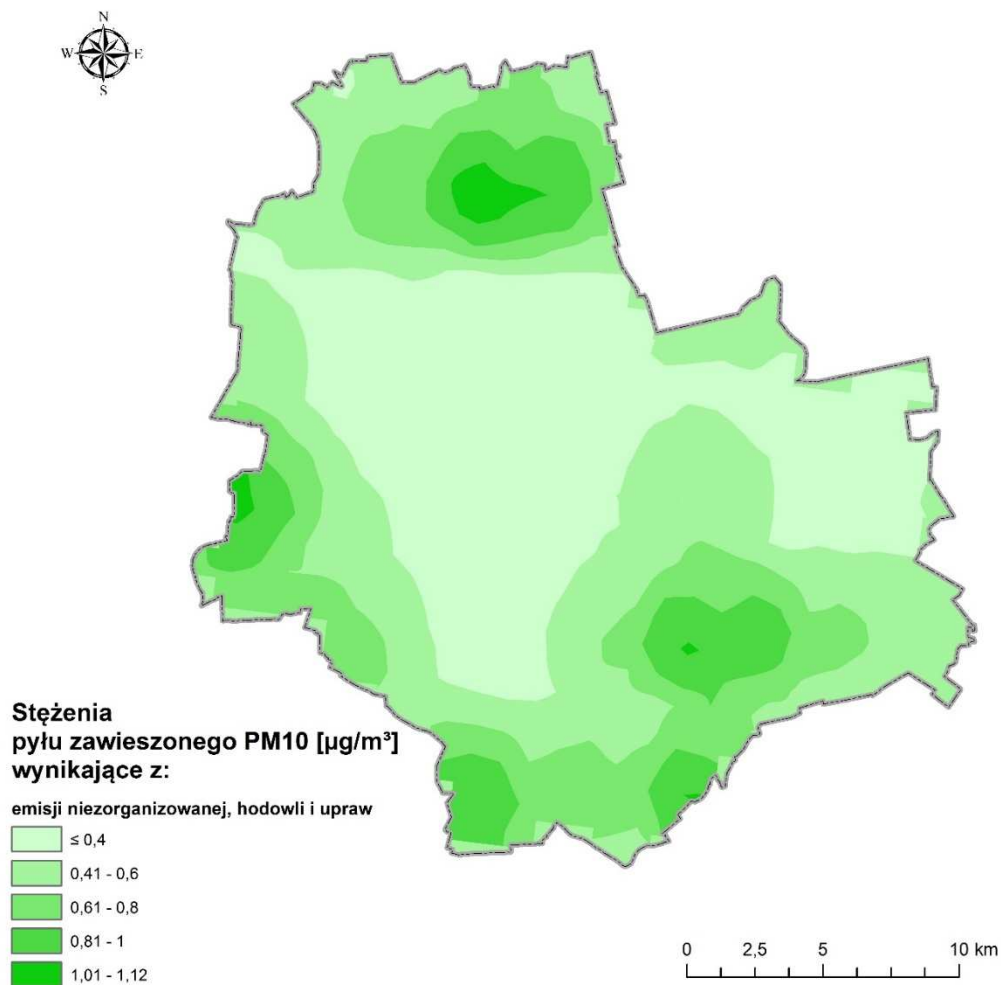 N
W E
S
Stężenia
pyłu zawieszonego PM10 [µg/m³]
wynikające z:
emisji niezorganizowanej, hodowli i upraw
≤ 0,4
0,41 - 0,6
0,61 - 0,8
0,81 - 1
1,01 - 1,12
0 2,5 5 10 km